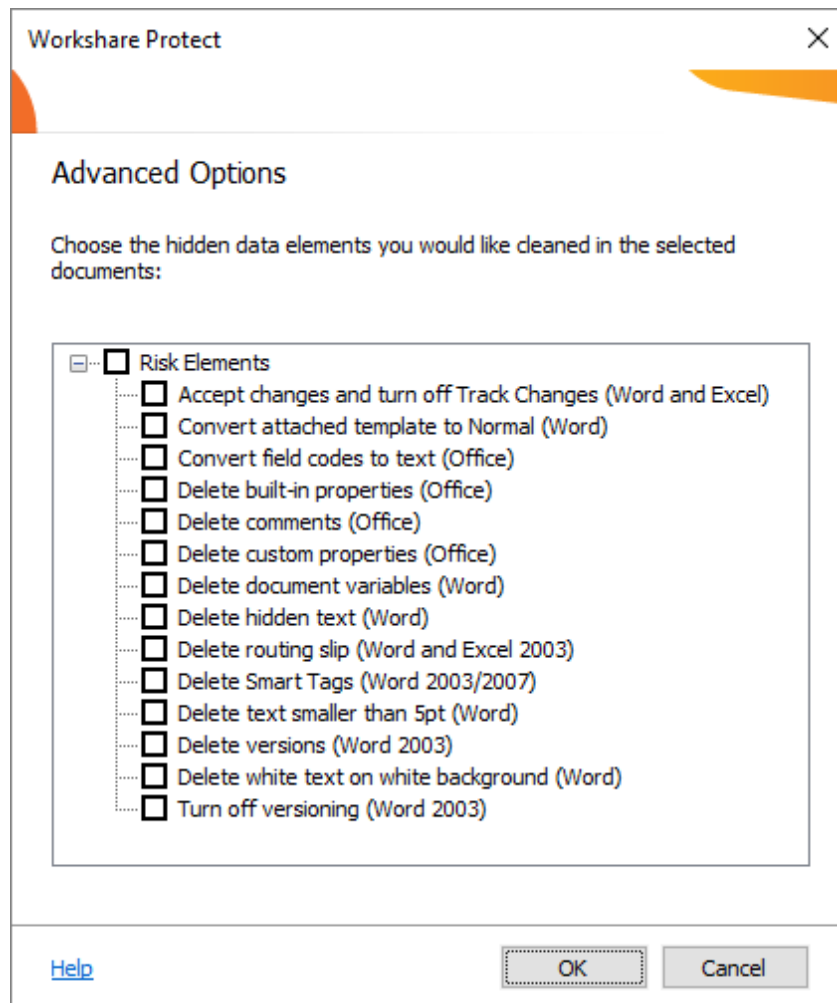 Workshare Protect
Advanced Options
Choose the hidden data elements you would like cleaned in the selected
documents:
Risk Elements
Accept changes and turn off Track Changes (Word and Excel)
Convert attached template to Normal (Word)
Convert field codes to text (Office)
Delete built-in properties (Office)
Delete comments (Office)
Delete custom properties (Office)
Delete document variables (Word)
Delete hidden text (Word)
Delete routing slip (Word and Excel 2003)
Delete Smart Tags (Word 2003/2007)
Delete text smaller than 5pt (Word)
Delete versions (Word 2003)
Delete white text on white background (Word)
Turn off versioning (Word 2003)
Help OK Cancel